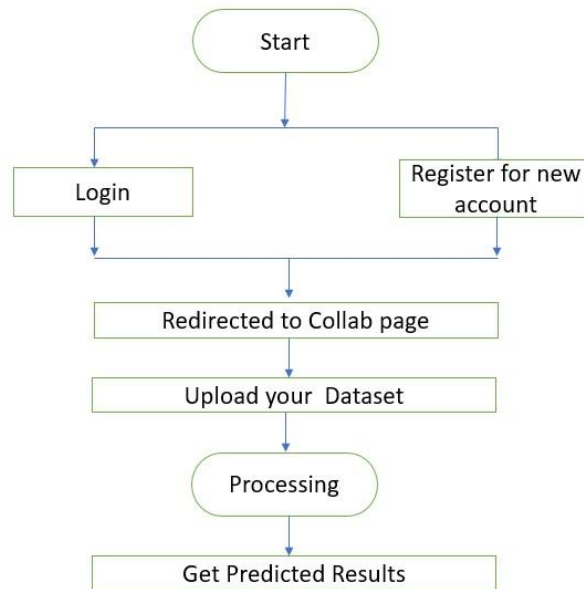 Start
Login
Register for new
account
Redirected to Collab page
Upload your  Dataset
Processing
Get Predicted Results